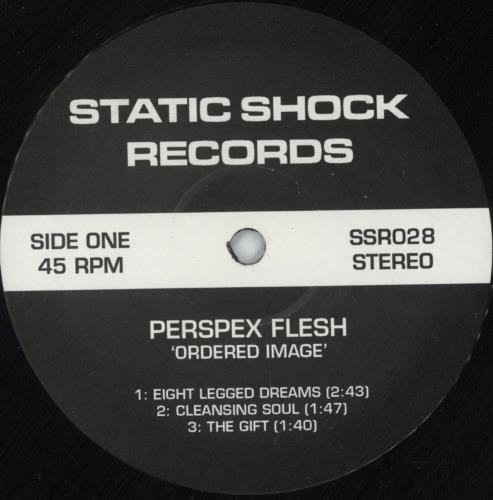 STATIC SHOCK
RECORDS
SIDE ONE
45 RPM
SSR028
STEREO
PERSPEX FLESH
‘ORDERED IMAGE’
1: EIGHT LEGGED DREAMS (2:43)
2: CLEANSING SOUL (1:47)
3: THE GIFT (1:40)